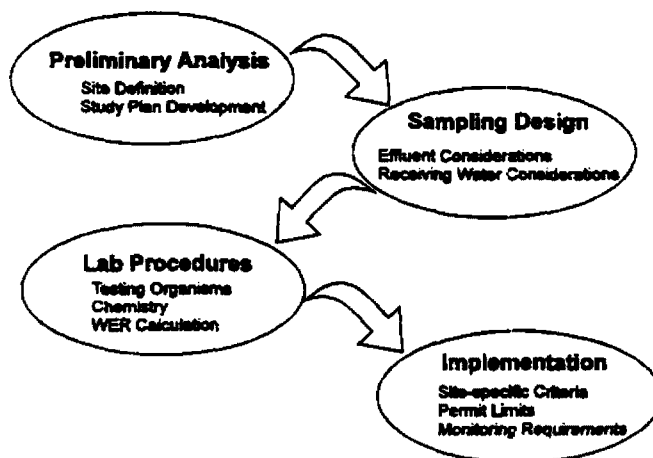 Preliminary Analysis
Site Definition
Study Plan Development
Sampling Design
Effluent Considerations
Receiving Water Considerations
Lab Procedures
Testing Organisms
Chemistry
WER Calculation
Implementation
Site-specific Criteria
Permit Limits
Monitoring Requirements